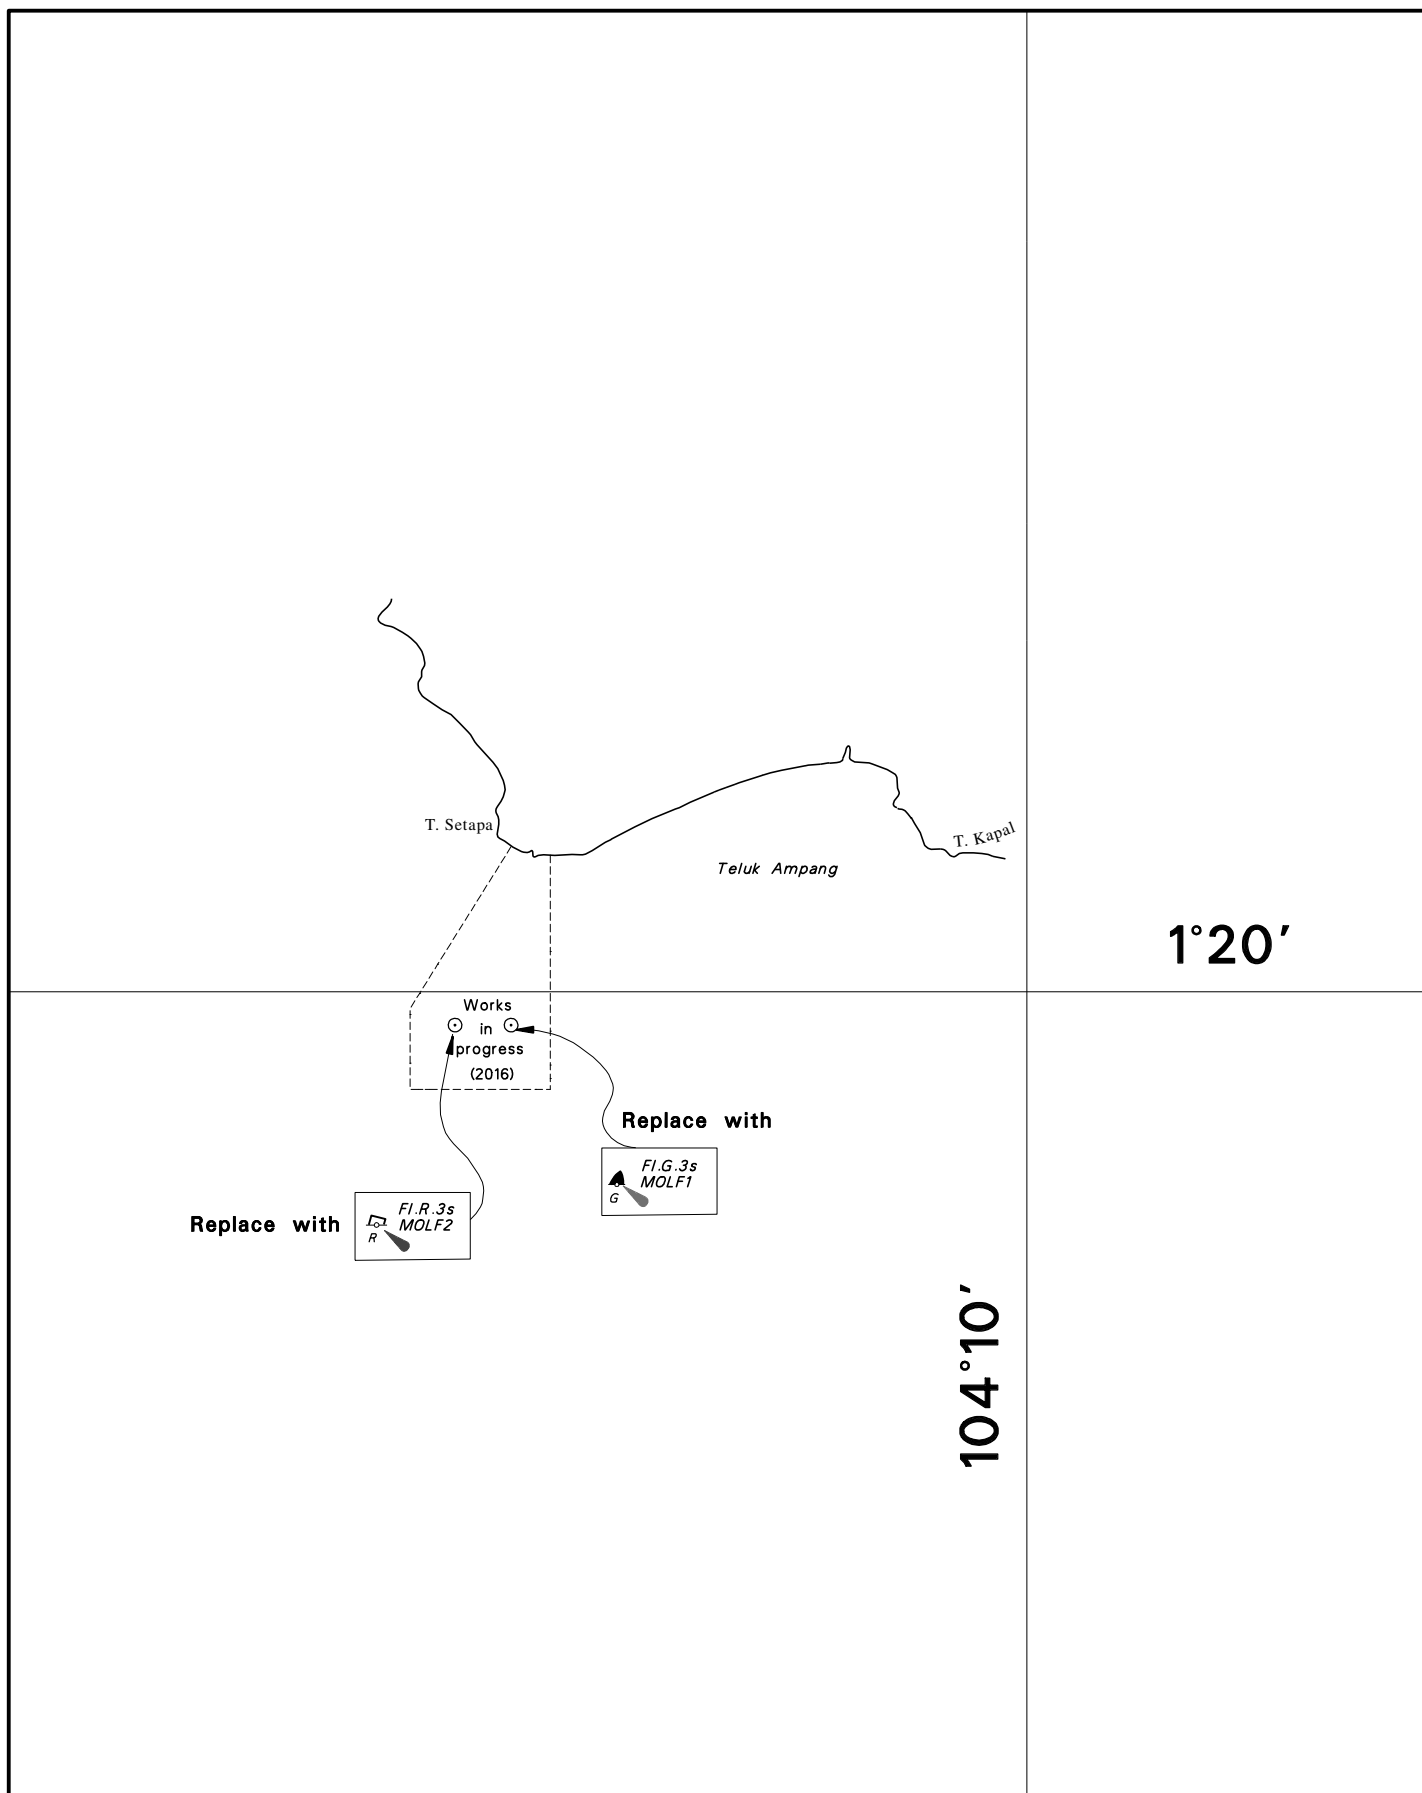 T. Setapa
T. Kapal
Teluk Ampang
1°20′
Works
in
progress
(2016)
Replace with
Fl.G.3s
MOLF1
G
Replace with
Fl.R.3s
MOLF2
R
104°10′